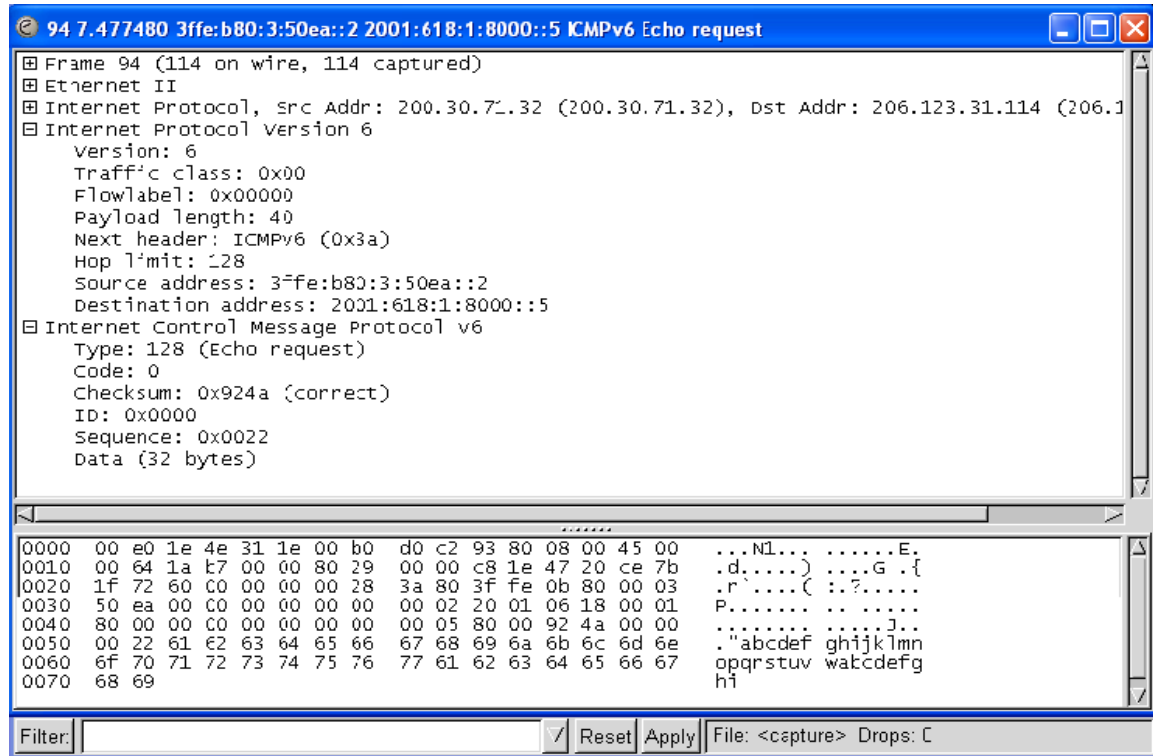 94 7.477480 3ffe:b80:3:50ea::2 2001:618:1:8000::5 ICMPv6 Echo request
Frame 94 (114 on wire, 114 captured)
Ethernet II
Internet Protocol, Src Addr: 200.30.71.32 (200.30.71.32), Dst Addr: 206.123.31.114 (206.1
Internet Protocol Version 6
Version: 6
Traffic class: 0x00
Flowlabel: 0x00000
Payload length: 40
Next header: ICMPv6 (0x3a)
Hop limit: 128
Source address: 3ffe:b80:3:50ea::2
Destination address: 2001:618:1:8000::5
Internet Control Message Protocol v6
Type: 128 (Echo request)
Code: 0
Checksum: 0x924a (correct)
ID: 0x0000
Sequence: 0x0022
Data (32 bytes)
0000 00 e0 1e 4e 31 1e 00 b0 d0 c2 93 80 08 00 45 00 ...N1... ......E.
0010 00 64 1a b7 00 00 80 29 00 00 c8 1e 47 20 ce 7b .d.....) ....G .{
0020 1f 72 60 00 00 00 00 28 3a 80 3f fe 0b 80 00 03 .r`....( :.?.....
0030 50 ea 00 00 00 00 00 00 00 02 20 01 06 18 00 01 P....... .. .....
0040 80 00 00 00 00 00 00 00 00 05 80 00 92 4a 00 00 ........ .....J..
0050 00 22 61 62 63 64 65 66 67 68 69 6a 6b 6c 6d 6e ."abcdef ghijklmn
0060 6f 70 71 72 73 74 75 76 77 61 62 63 64 65 66 67 opqrstuv wabcdefg
0070 68 69 hi
Filter: Reset Apply File: <capture> Drops: 0